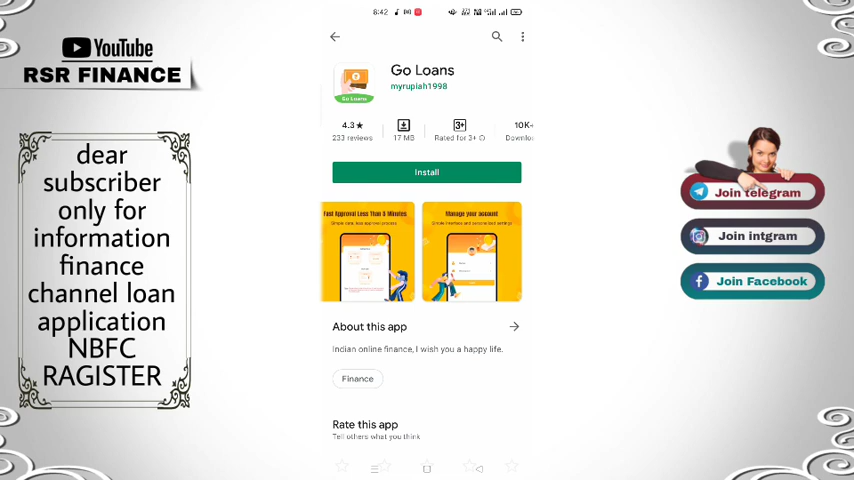 YouTube
RSR FINANCE
dear
subscriber
only for
information
finance
channel loan
application
NBFC
RAGISTER
8:42
Go Loans
myrupiah1998
Go Loans
4.3★
10K+
233 reviews
17 MB
Rated for 3+
Install
Fast Approval Less Than
Manage your account
About this app
Indian online finance, I wish you a happy life.
Finance
Rate this app
Tell others what you think
Join telegram
Join intgram
Join Facebook